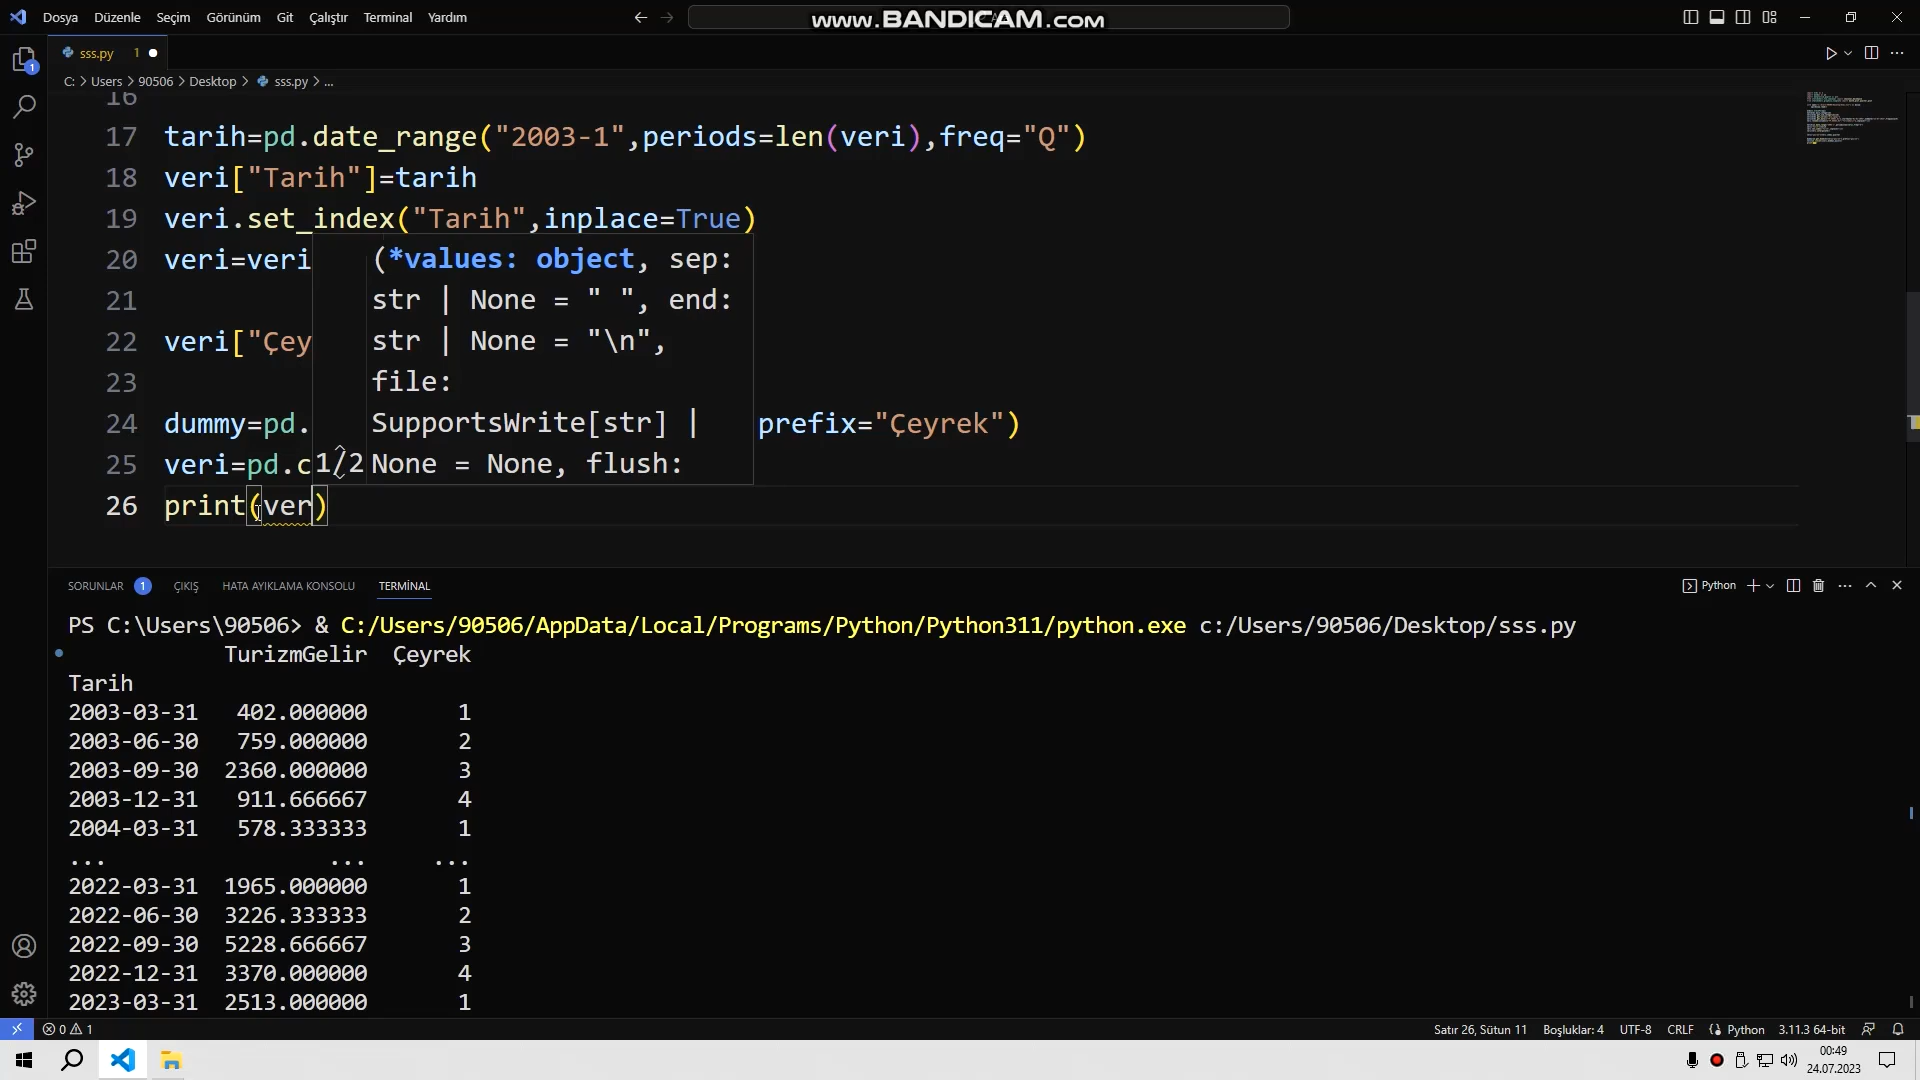 Dosya Düzenle Seçim Görünüm Git Çalıştır Terminal Yardım
www.BANDICAM.com
sss.py 1
C: > Users > 90506 > Desktop > sss.py > ...
16
17 tarih=pd.date_range("2003-1",periods=len(veri),freq="Q")
18 veri["Tarih"]=tarih
19 veri.set_index("Tarih",inplace=True)
20 veri=veri
(*values: object, sep:
21
str | None = " ", end:
22 veri["Çey
str | None = "\n",
23
file:
24 dummy=pd.
SupportsWrite[str] |
prefix="Çeyrek")
25 veri=pd.c
1/2
None = None, flush:
26 print(ver)
SORUNLAR 1 ÇIKIŞ HATA AYIKLAMA KONSOLU TERMİNAL
Python
PS C:\Users\90506> & C:/Users/90506/AppData/Local/Programs/Python/Python311/python.exe c:/Users/90506/Desktop/sss.py
TurizmGelir Çeyrek
Tarih
2003-03-31 402.000000 1
2003-06-30 759.000000 2
2003-09-30 2360.000000 3
2003-12-31 911.666667 4
2004-03-31 578.333333 1
... ... ...
2022-03-31 1965.000000 1
2022-06-30 3226.333333 2
2022-09-30 5228.666667 3
2022-12-31 3370.000000 4
2023-03-31 2513.000000 1
0 1
Satır 26, Sütun 11 Boşluklar: 4 UTF-8 CRLF Python 3.11.3 64-bit
00:49
24.07.2023